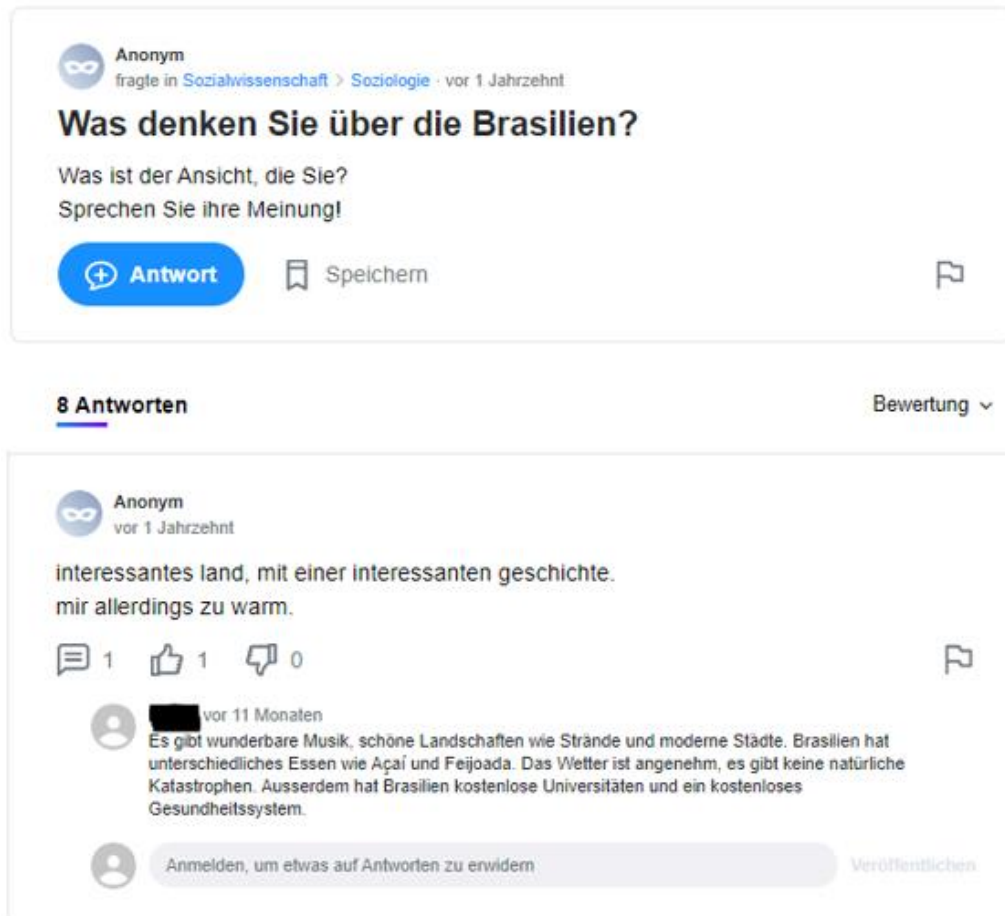 Anonym
fragte in Sozialwissenschaft > Soziologie · vor 1 Jahrzehnt
Was denken Sie über die Brasilien?
Was ist der Ansicht, die Sie?
Sprechen Sie ihre Meinung!
Antwort Speichern
8 Antworten Bewertung
Anonym
vor 1 Jahrzehnt
interessantes land, mit einer interessanten geschichte.
mir allerdings zu warm.
1 1 0
vor 11 Monaten
Es gibt wunderbare Musik, schöne Landschaften wie Strände und moderne Städte. Brasilien hat
unterschiedliches Essen wie Açaí und Feijoada. Das Wetter ist angenehm, es gibt keine natürliche
Katastrophen. Ausserdem hat Brasilien kostenlose Universitäten und ein kostenloses
Gesundheitssystem.
Anmelden, um etwas auf Antworten zu erwidern Veröffentlichen